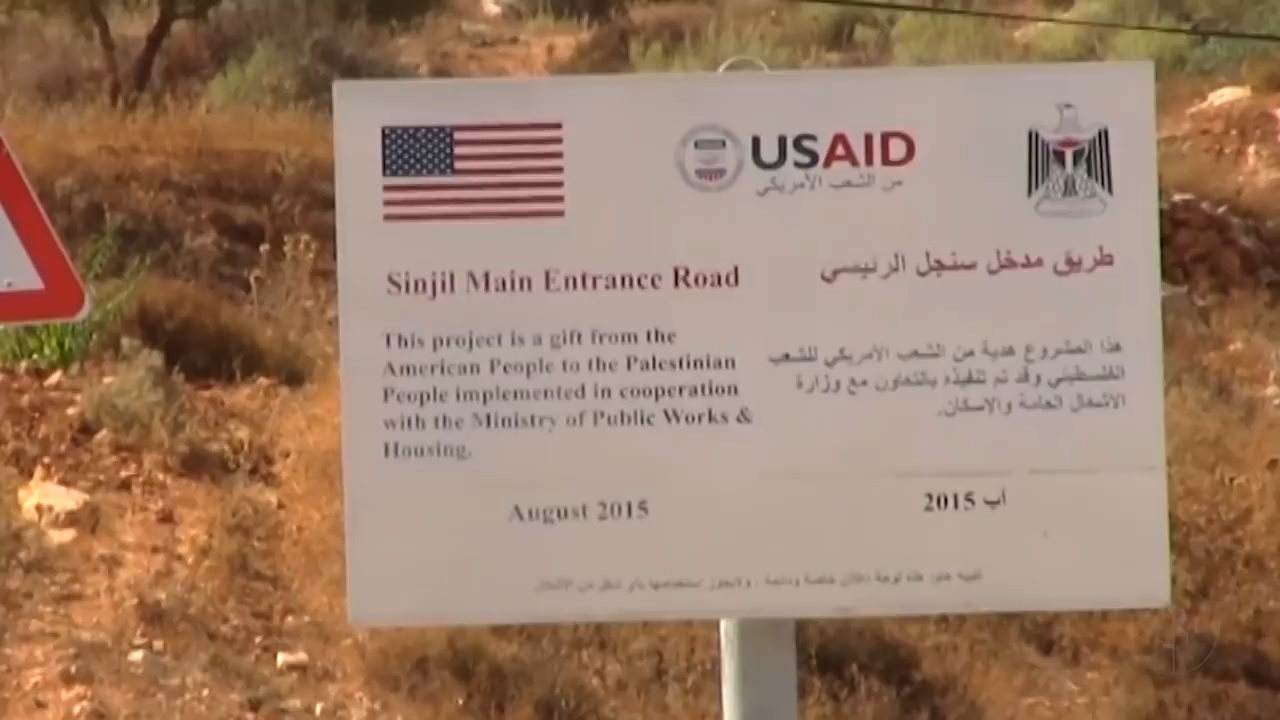 USAID
من الشعب الأمريكي
Sinjil Main Entrance Road
This project is a gift from the
American People to the Palestinian
People implemented in cooperation
with the Ministry of Public Works &
Housing.
August 2015
طريق مدخل سنجل الرئيسي
هذا المشروع هدية من الشعب الأمريكي للشعب
الفلسطيني وقد تم تنفيذه بالتعاون مع وزارة
الاشغال العامة والاسكان.
آب 2015